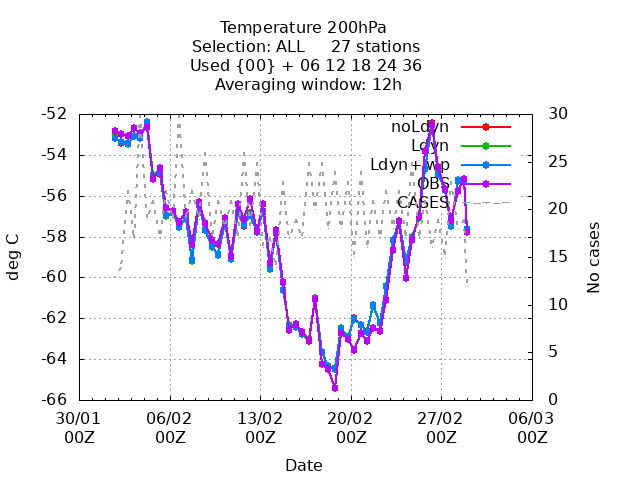 Temperature 200hPa
Selection: ALL 27 stations
Used {00} + 06 12 18 24 36
Averaging window: 12h
-52
-54
-56
-58
-60
-62
-64
-66
deg C
30
25
20
15
10
5
0
No cases
noLdyn
Ldyn
Ldyn+wp
OBS
CASES
30/01 06/02 13/02 20/02 27/02 06/03
00Z 00Z 00Z 00Z 00Z 00Z
Date